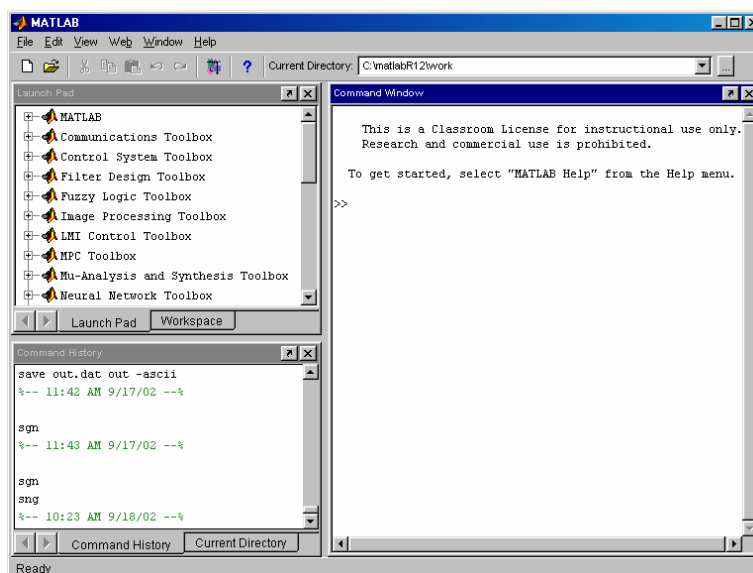 MATLAB
File Edit View Web Window Help
Current Directory: C:\matlabR12\work
Launch Pad
MATLAB
Communications Toolbox
Control System Toolbox
Filter Design Toolbox
Fuzzy Logic Toolbox
Image Processing Toolbox
LMI Control Toolbox
MPC Toolbox
Mu-Analysis and Synthesis Toolbox
Neural Network Toolbox
Launch Pad Workspace
Command History
save out.dat out -ascii
%-- 11:42 AM 9/17/02 --%
sgn
%-- 11:43 AM 9/17/02 --%
sgn
sng
%-- 10:23 AM 9/18/02 --%
Command History Current Directory
Command Window
This is a Classroom License for instructional use only.
Research and commercial use is prohibited.
To get started, select "MATLAB Help" from the Help menu.
>>
Ready